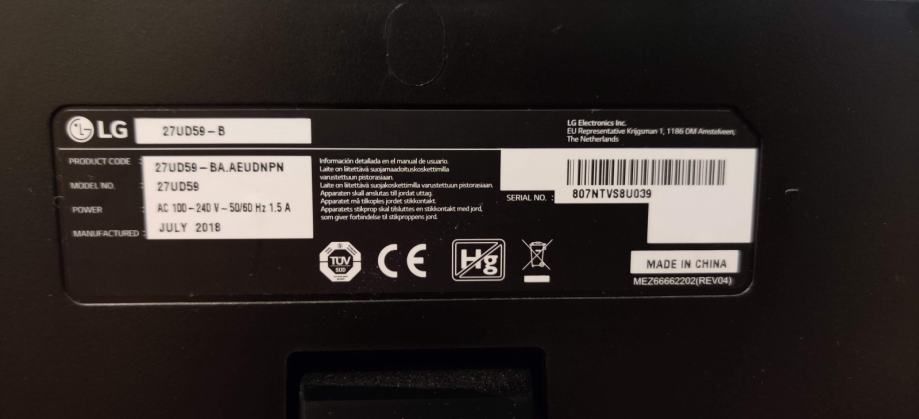 LG 27UD59-B
LG Electronics Inc.
EU Representative Krijgsman 1, 1186 DM Amstelveen,
The Netherlands
PRODUCT CODE : 27UD59-BA.AEUDNPN
MODEL NO. : 27UD59
POWER : AC 100-240 V~50/60 Hz 1.5 A
MANUFACTURED : JULY 2018
Información detallada en el manual de usuario.
Laite on liitettävä suojamaadoituskoskettimilla
varustettuun pistorasiaan.
Laite on liitettävä suojakoskettimilla varustettuun pistorasiaan.
Apparaten skall anslutas till jordat uttag.
Apparatet må tilkoples jordet stikkontakt.
Apparatets stikprop skal tilsluttes en stikkontakt med jord,
som giver forbindelse til stikproppens jord.
SERIAL NO. : 807NTVS8U039
TÜV
SÜD
CE
Hg
MADE IN CHINA
MEZ66662202(REV04)